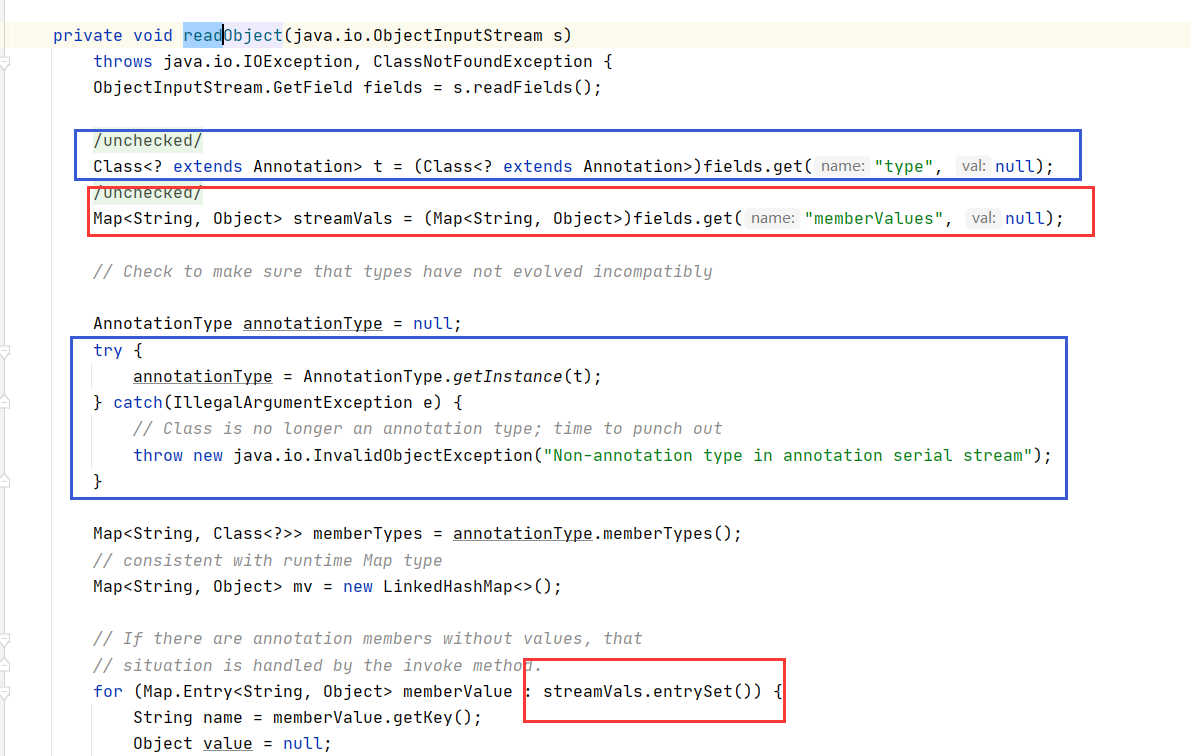 private void readObject(java.io.ObjectInputStream s)
throws java.io.IOException, ClassNotFoundException {
ObjectInputStream.GetField fields = s.readFields();
/unchecked/
Class<? extends Annotation> t = (Class<? extends Annotation>)fields.get( name: "type", val: null);
/unchecked/
Map<String, Object> streamVals = (Map<String, Object>)fields.get( name: "memberValues", val: null);
// Check to make sure that types have not evolved incompatibly
AnnotationType annotationType = null;
try {
annotationType = AnnotationType.getInstance(t);
} catch(IllegalArgumentException e) {
// Class is no longer an annotation type; time to punch out
throw new java.io.InvalidObjectException("Non-annotation type in annotation serial stream");
}
Map<String, Class<?>> memberTypes = annotationType.memberTypes();
// consistent with runtime Map type
Map<String, Object> mv = new LinkedHashMap<>();
// If there are annotation members without values, that
// situation is handled by the invoke method.
for (Map.Entry<String, Object> memberValue : streamVals.entrySet()) {
String name = memberValue.getKey();
Object value = null;